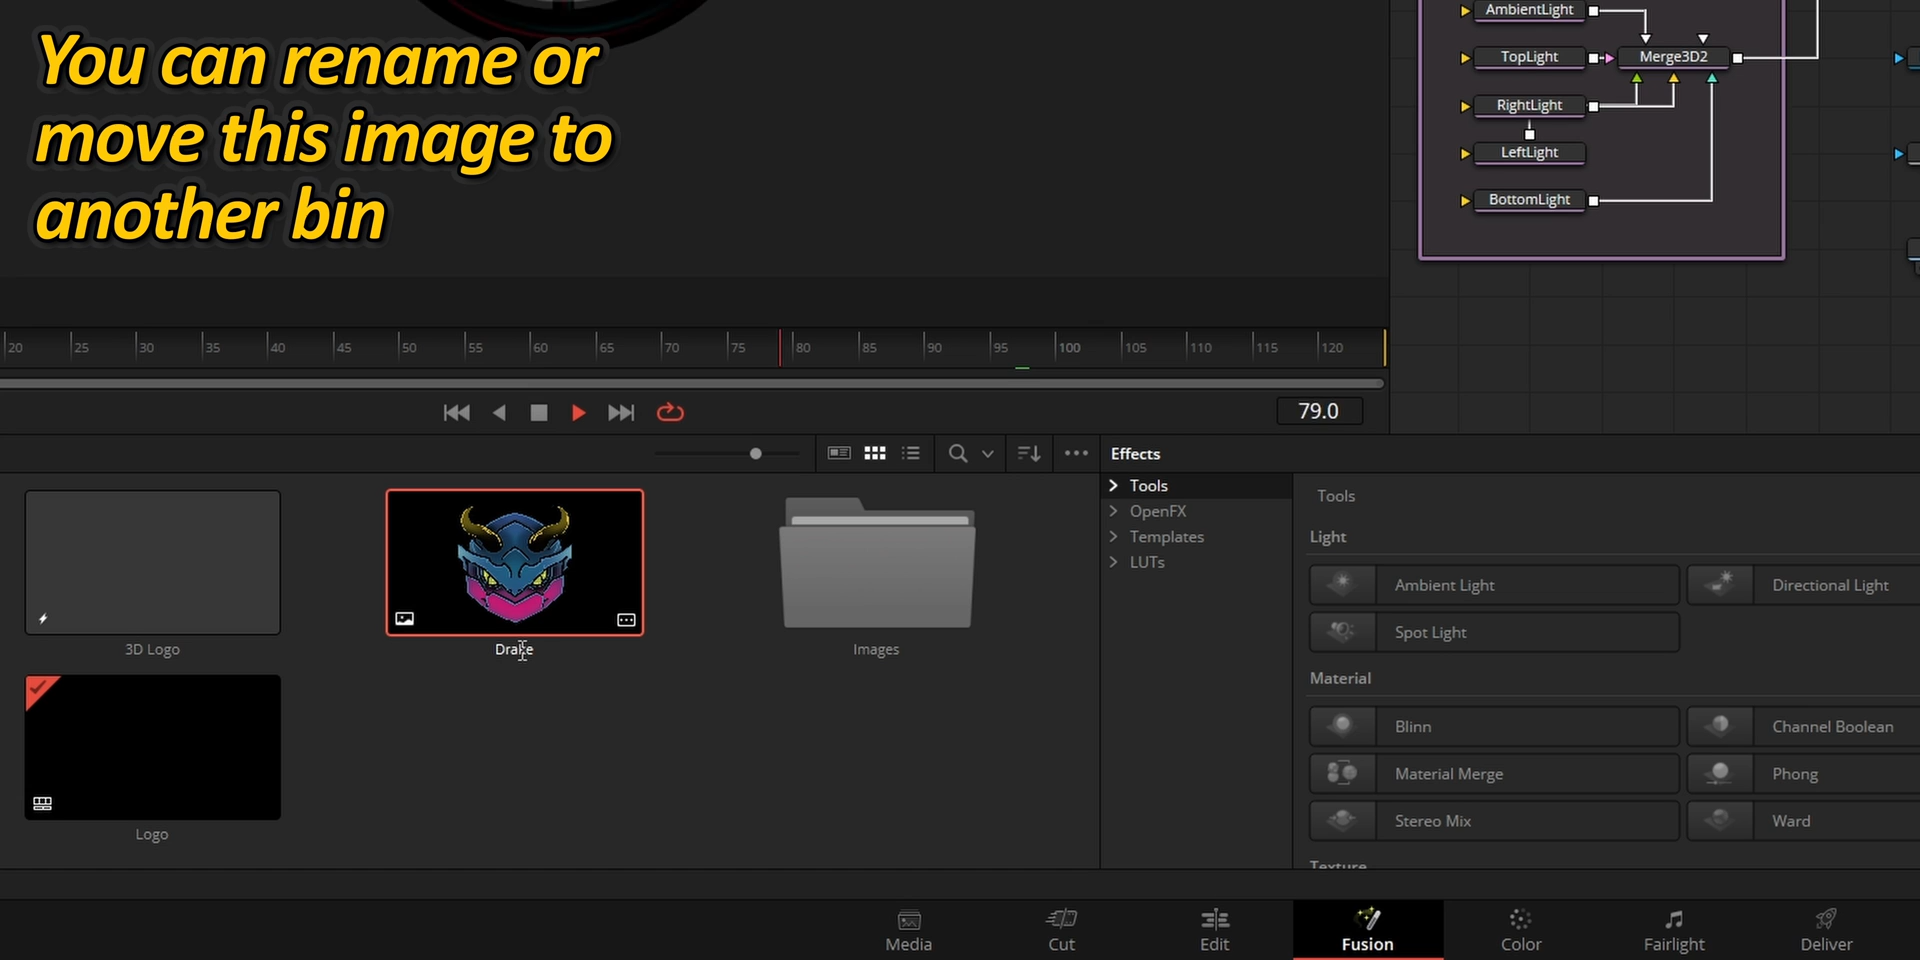 You can rename or
move this image to
another bin
AmbientLight
TopLight
Merge3D2
RightLight
LeftLight
BottomLight
20 25 30 35 40 45 50 55 60 65 70 75 80 85 90 95 100 105 110 115 120
79.0
Effects
Tools
OpenFX
Templates
LUTs
3D Logo
Drake
Images
Logo
Tools
Light
Ambient Light
Directional Light
Spot Light
Material
Blinn
Channel Boolean
Material Merge
Phong
Stereo Mix
Ward
Texture
Media
Cut
Edit
Fusion
Color
Fairlight
Deliver